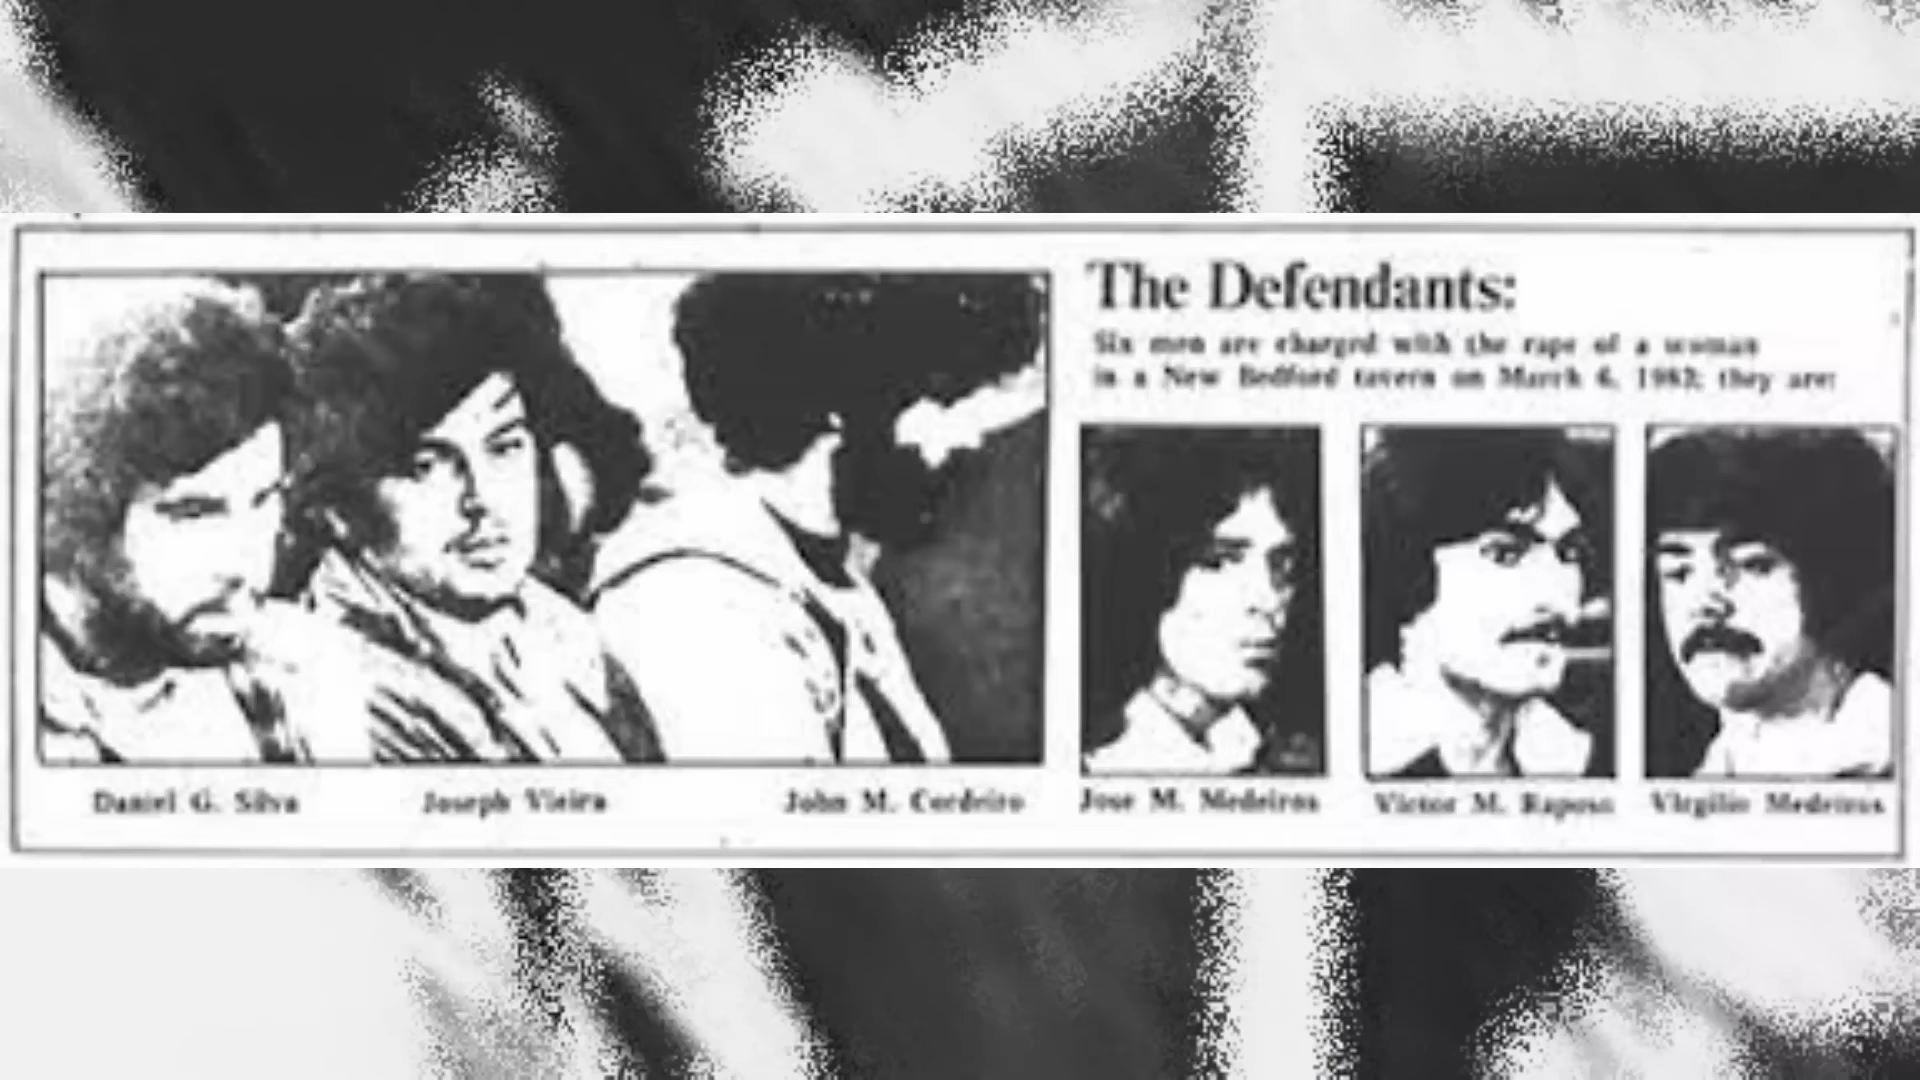 The Defendants:
Six men are charged with the rape of a woman
in a New Bedford tavern on March 6, 1983; they are:
Daniel G. Silva
Joseph Vieira
John M. Cordeiro
Jose M. Medeiros
Victor M. Raposo
Virgilio Medeiros